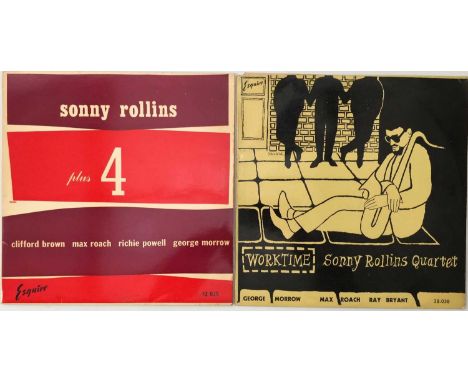 sonny rollins
plus 4
clifford brown max roach richie powell george morrow
Esquire
Esquire
WORKTIME Sonny Rollins Quartet
GEORGE MORROW MAX ROACH RAY BRYANT